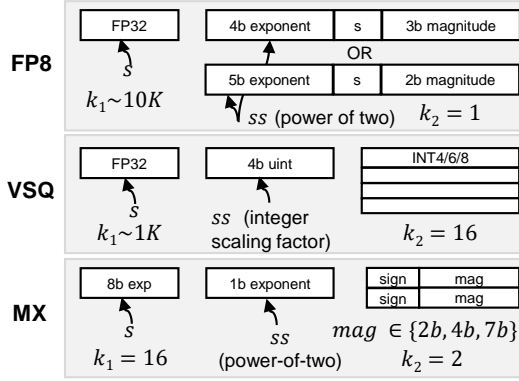 FP8
FP32
4b exponent s 3b magnitude
OR
5b exponent s 2b magnitude
s
k₁~10K
ss (power of two)
k₂ = 1
VSQ
FP32
4b uint
INT4/6/8
s
k₁~1K
ss (integer
scaling factor)
k₂ = 16
MX
8b exp
1b exponent
sign mag
sign mag
s
k₁ = 16
ss
(power-of-two)
mag ∈ {2b, 4b, 7b}
k₂ = 2